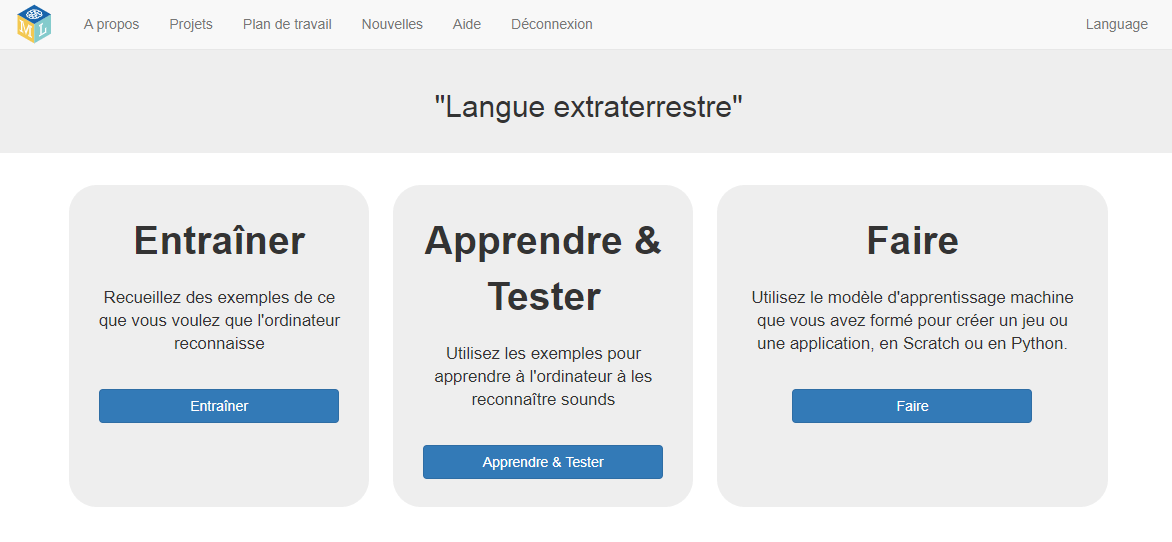 M L
A propos Projets Plan de travail Nouvelles Aide Déconnexion Language
"Langue extraterrestre"
Entraîner
Recueillez des exemples de ce
que vous voulez que l'ordinateur
reconnaisse
Entraîner
Apprendre &
Tester
Utilisez les exemples pour
apprendre à l'ordinateur à les
reconnaître sounds
Apprendre & Tester
Faire
Utilisez le modèle d'apprentissage machine
que vous avez formé pour créer un jeu ou
une application, en Scratch ou en Python.
Faire